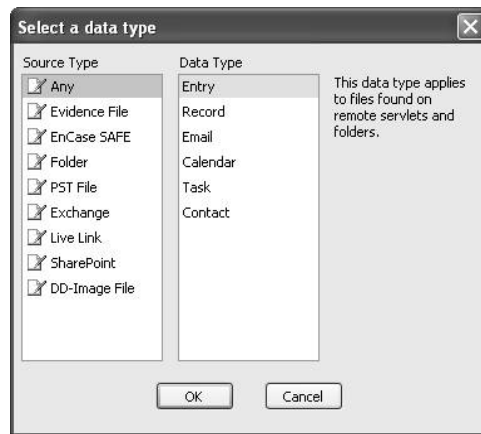 Select a data type
Source Type
Any
Evidence File
EnCase SAFE
Folder
PST File
Exchange
Live Link
SharePoint
DD-Image File
Data Type
Entry
Record
Email
Calendar
Task
Contact
This data type applies
to files found on
remote servlets and
folders.
OK
Cancel